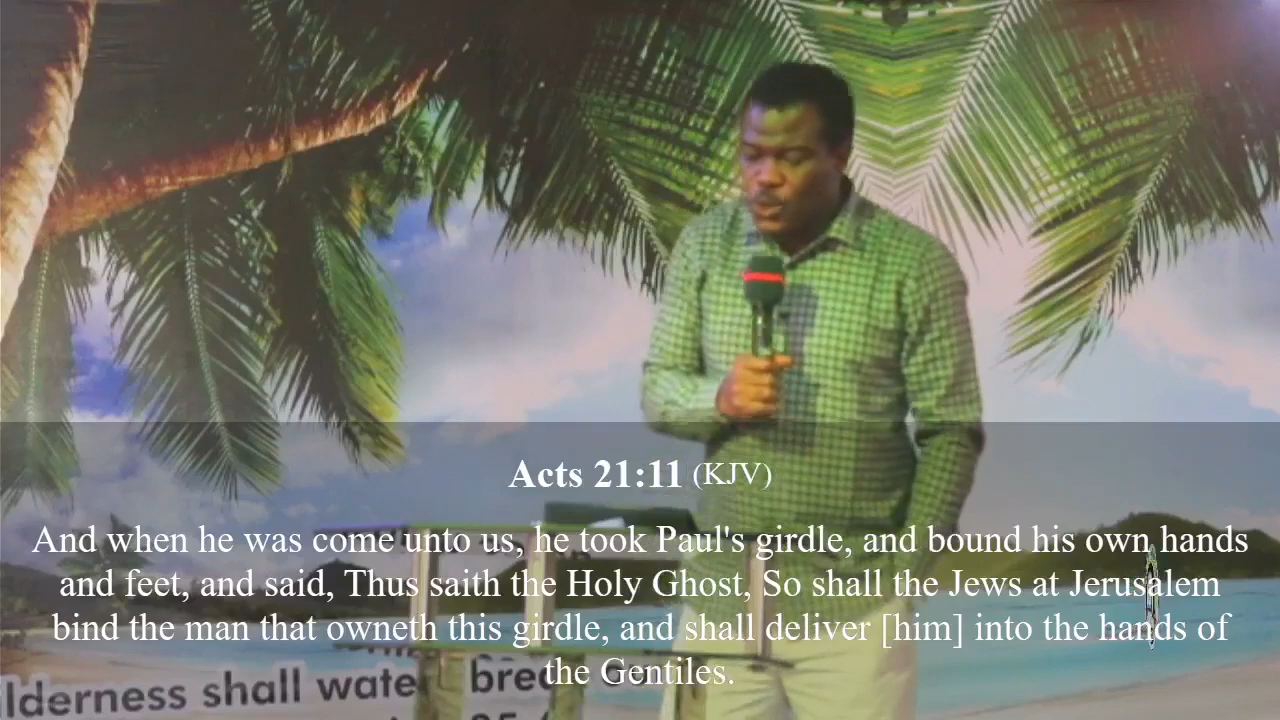 Acts 21:11 (KJV)
And when he was come unto us, he took Paul's girdle, and bound his own hands
and feet, and said, Thus saith the Holy Ghost, So shall the Jews at Jerusalem
bind the man that owneth this girdle, and shall deliver [him] into the hands of
the Gentiles.
lderness shall wate brea